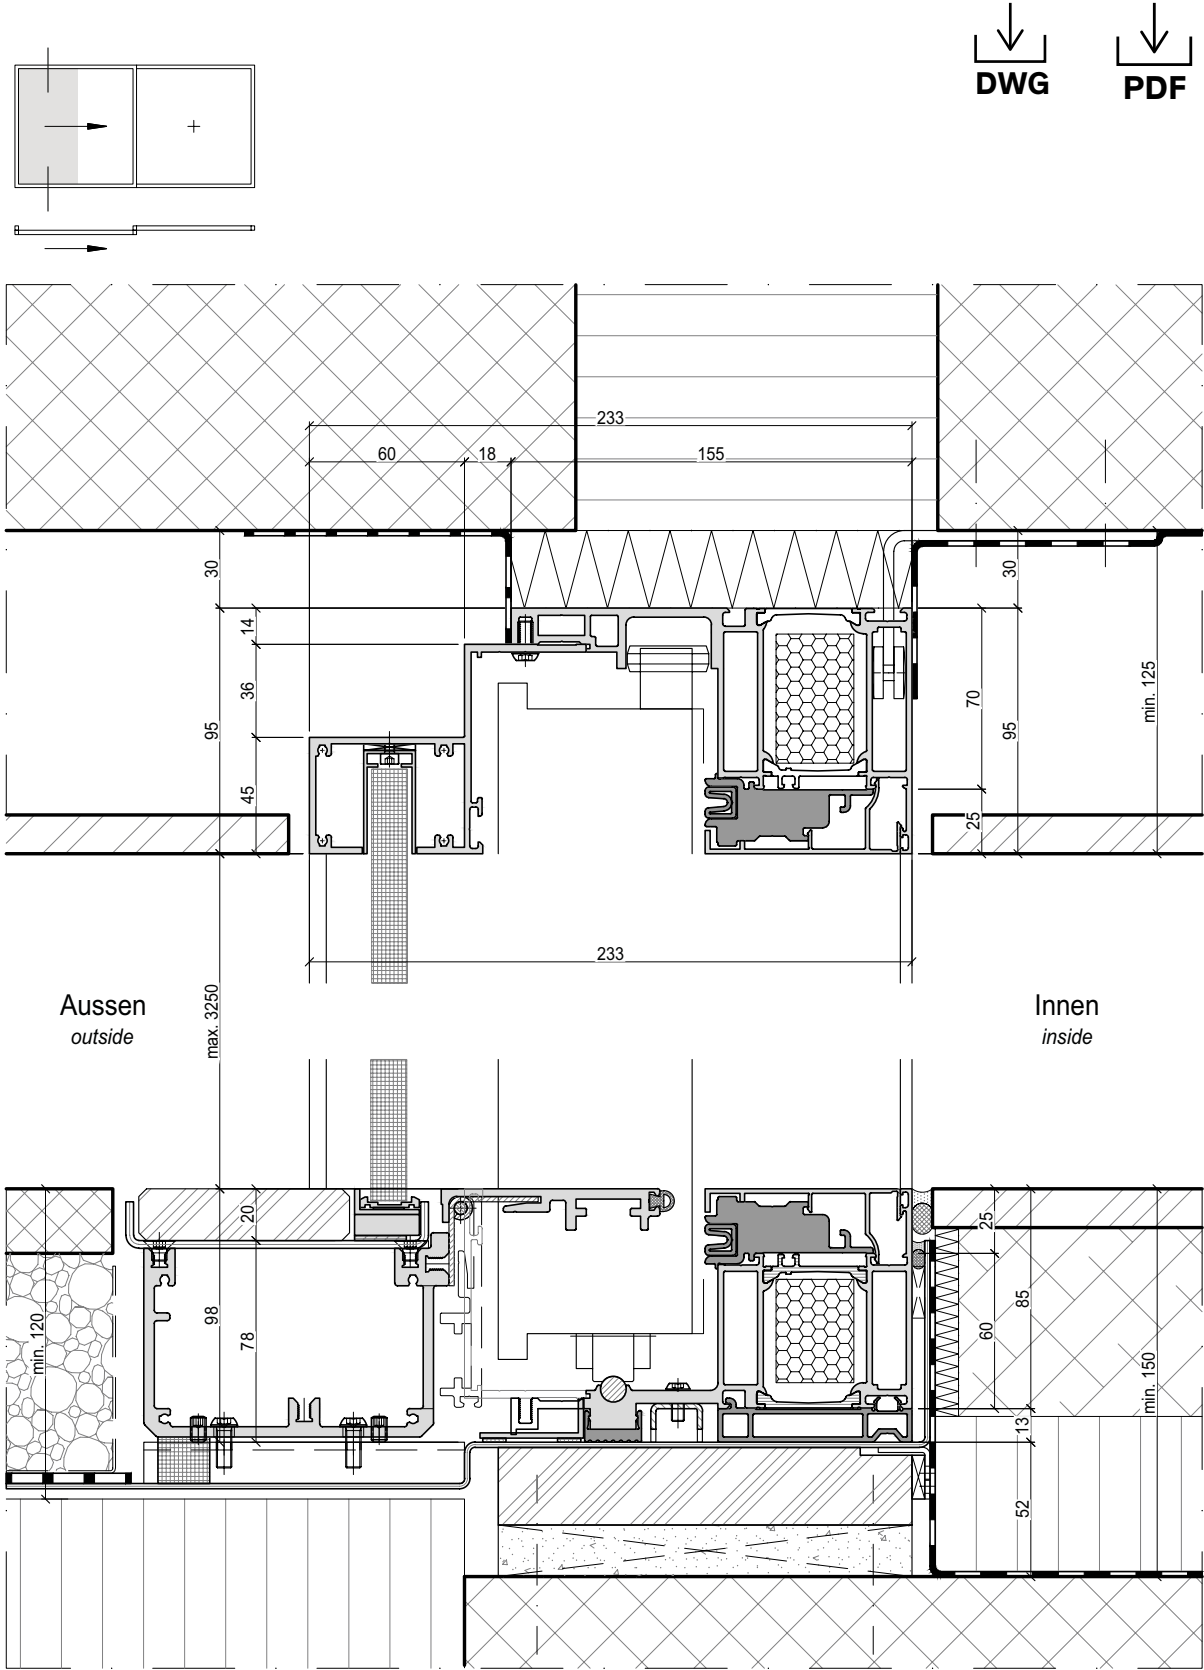 DWG PDF
233
60 18 155
30 30
14
36 70 min. 125
95 95
45
25
233
Aussen Innen
outside inside
max. 3250
20 25
min. 120 98 78 60 85 min. 150
13
52